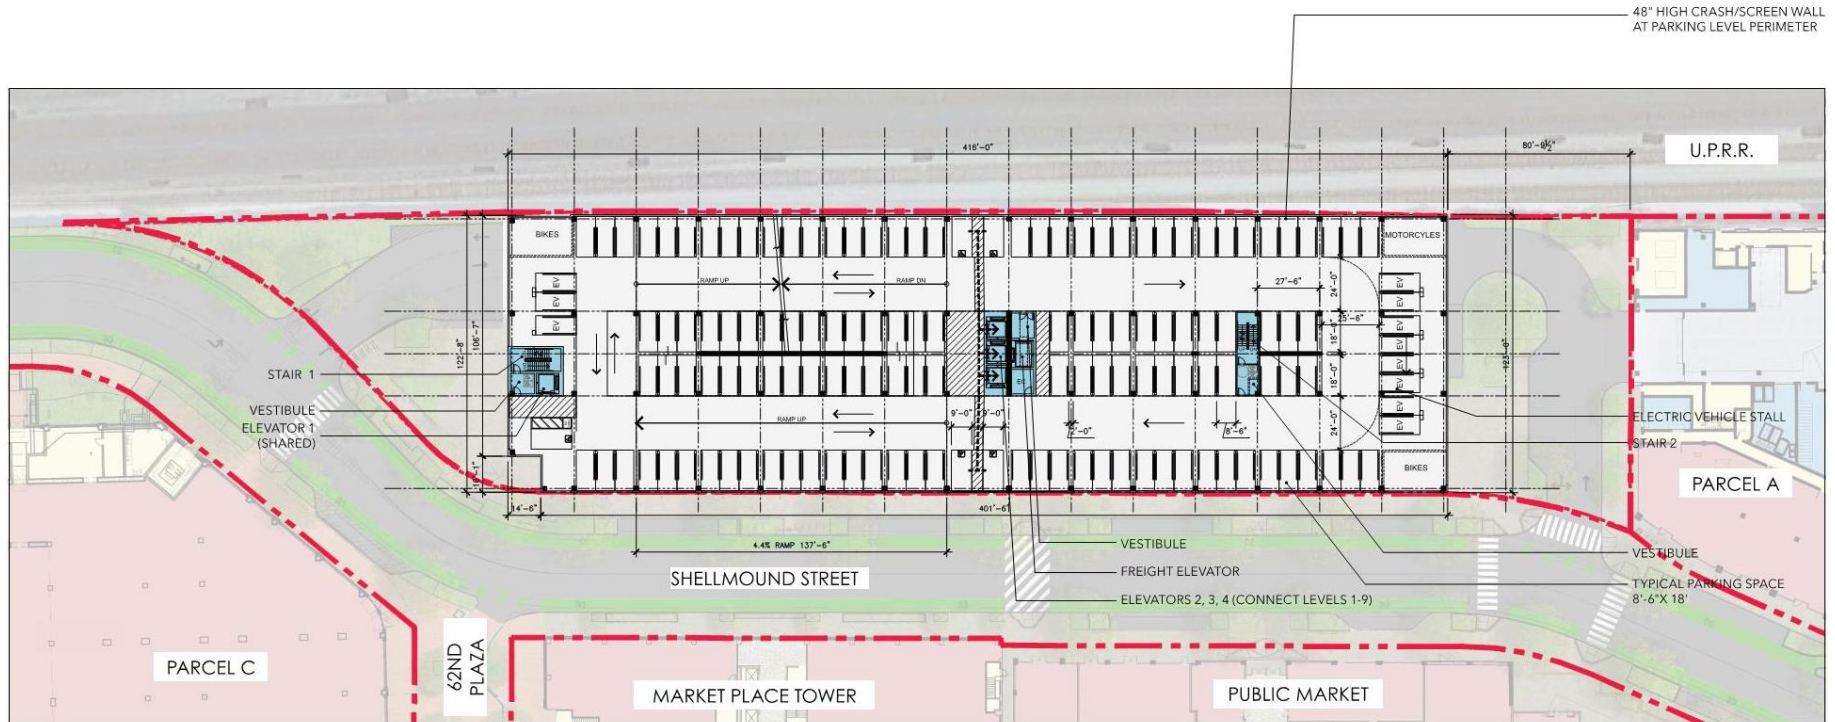 48" HIGH CRASH/SCREEN WALL
AT PARKING LEVEL PERIMETER
416'-0"
80'-9½"
U.P.R.R.
BIKES
MOTORCYLES
RAMP UP
RAMP DN
27'-6"
24'-0"
EV
EV
EV
EV
EV
EV
EV
EV
EV
EV
25'-6"
18'-0"
18'-0"
24'-0"
122'-8"
106'-7"
123'-0"
STAIR 1
VESTIBULE
ELEVATOR 1
(SHARED)
RAMP UP
9'-0"
9'-0"
8'-6"
ELECTRIC VEHICLE STALL
STAIR 2
BIKES
PARCEL A
14'-6"
401'-6"
4.4% RAMP 137'-6"
VESTIBULE
FREIGHT ELEVATOR
ELEVATORS 2, 3, 4 (CONNECT LEVELS 1-9)
VESTIBULE
TYPICAL PARKING SPACE
8'-6"X 18'
SHELLMOUND STREET
PARCEL C
62ND
PLAZA
MARKET PLACE TOWER
PUBLIC MARKET